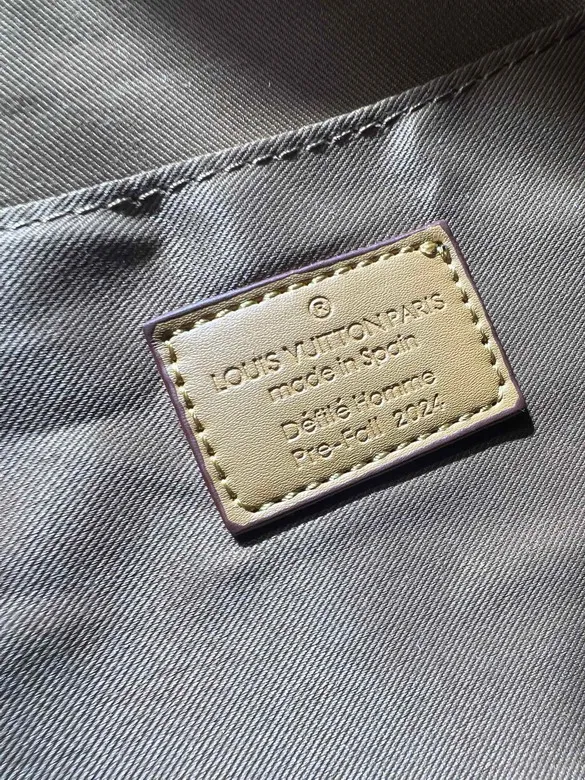 ®
LOUIS VUITTON PARIS
made in Spain
Défilé Homme
Pre-Fall 2024